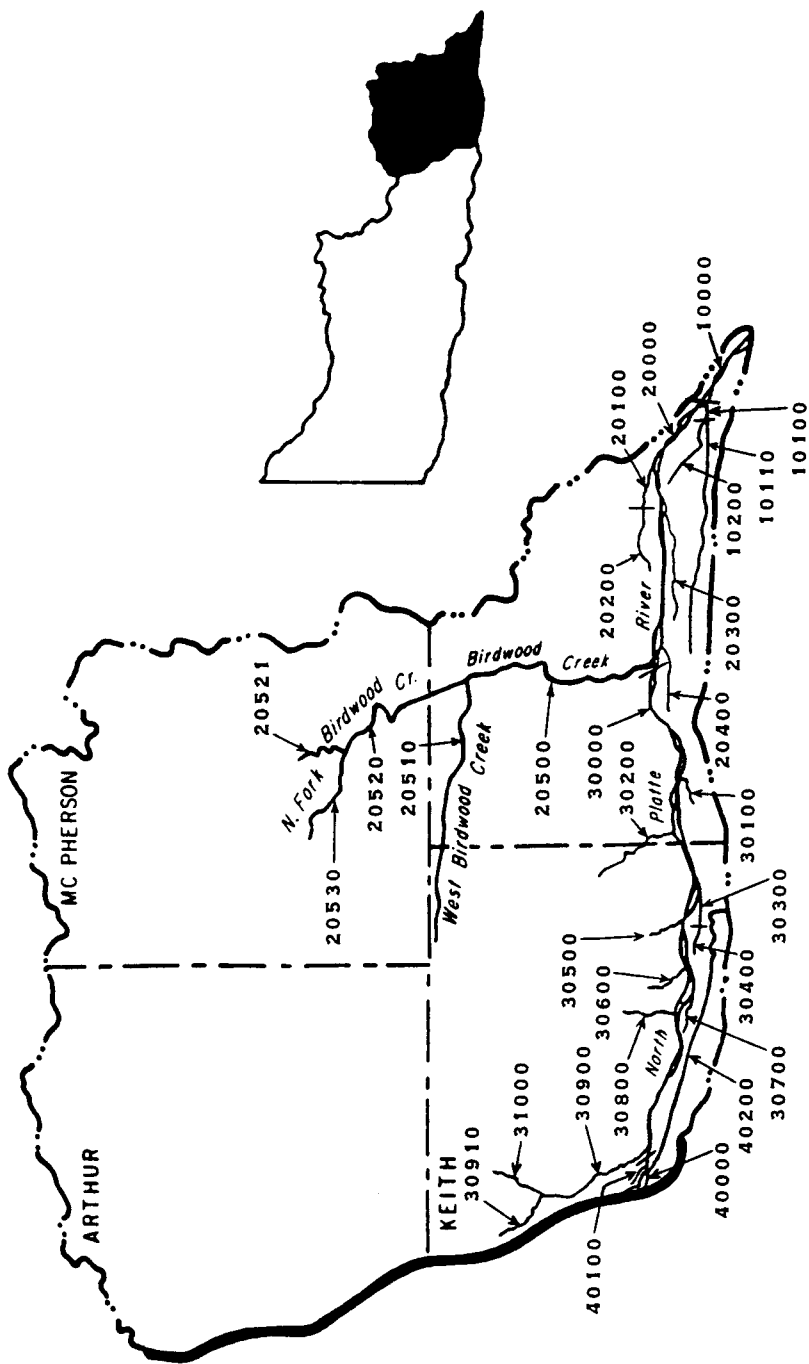 ARTHUR
MC PHERSON
KEITH
N. Fork
Birdwood Cr.
Birdwood
Creek
West Birdwood Creek
North
Platte
River
20521
20530
20520
20510
20500
30000
30200
20200
20100
20000
10000
10100
10110
10200
20300
20400
30100
30300
30400
30500
30600
30700
30800
30900
30910
31000
40000
40100
40200